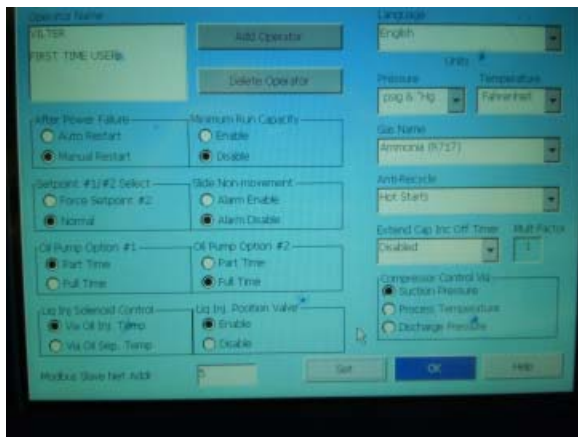 Operator Name
VILTER
FIRST TIME USER
Add Operator
Delete Operator
Language
English
Units
Pressure
Temperature
psig & "Hg
Fahrenheit
After Power Failure
Auto Restart
Manual Restart
Minimum Run Capacity
Enable
Disable
Gas Name
Ammonia (R717)
Setpoint #1/#2 Select
Force Setpoint #2
Normal
Slide Non-movement
Alarm Enable
Alarm Disable
Anti-Recycle
Hot Starts
Extend Cap Inc Off Timer
Mult Factor
Disabled
1
Oil Pump Option #1
Part Time
Full Time
Oil Pump Option #2
Part Time
Full Time
Compressor Control Via
Suction Pressure
Process Temperature
Discharge Pressure
Liq Inj Solenoid Control
Via Oil Inj. Temp
Via Oil Sep. Temp
Liq Inj. Position Valve
Enable
Disable
Modbus Slave Net Addr
5
OK
Help